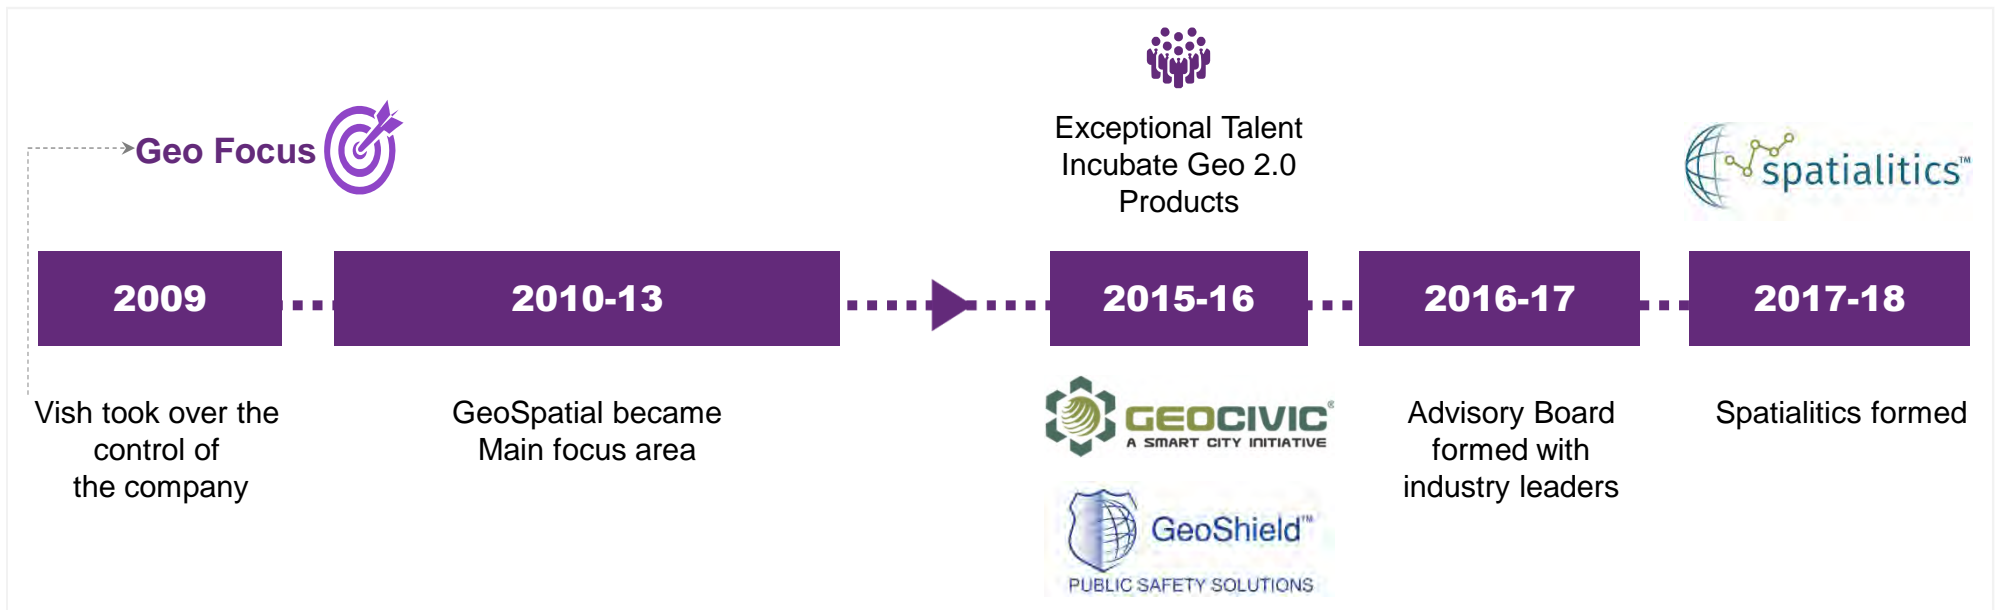 Geo Focus
Exceptional Talent
Incubate Geo 2.0
Products
spatialitics™
2009
2010-13
2015-16
2016-17
2017-18
Vish took over the
control of
the company
GeoSpatial became
Main focus area
GEOCIVIC®
A SMART CITY INITIATIVE
GeoShield™
PUBLIC SAFETY SOLUTIONS
Advisory Board
formed with
industry leaders
Spatialitics formed